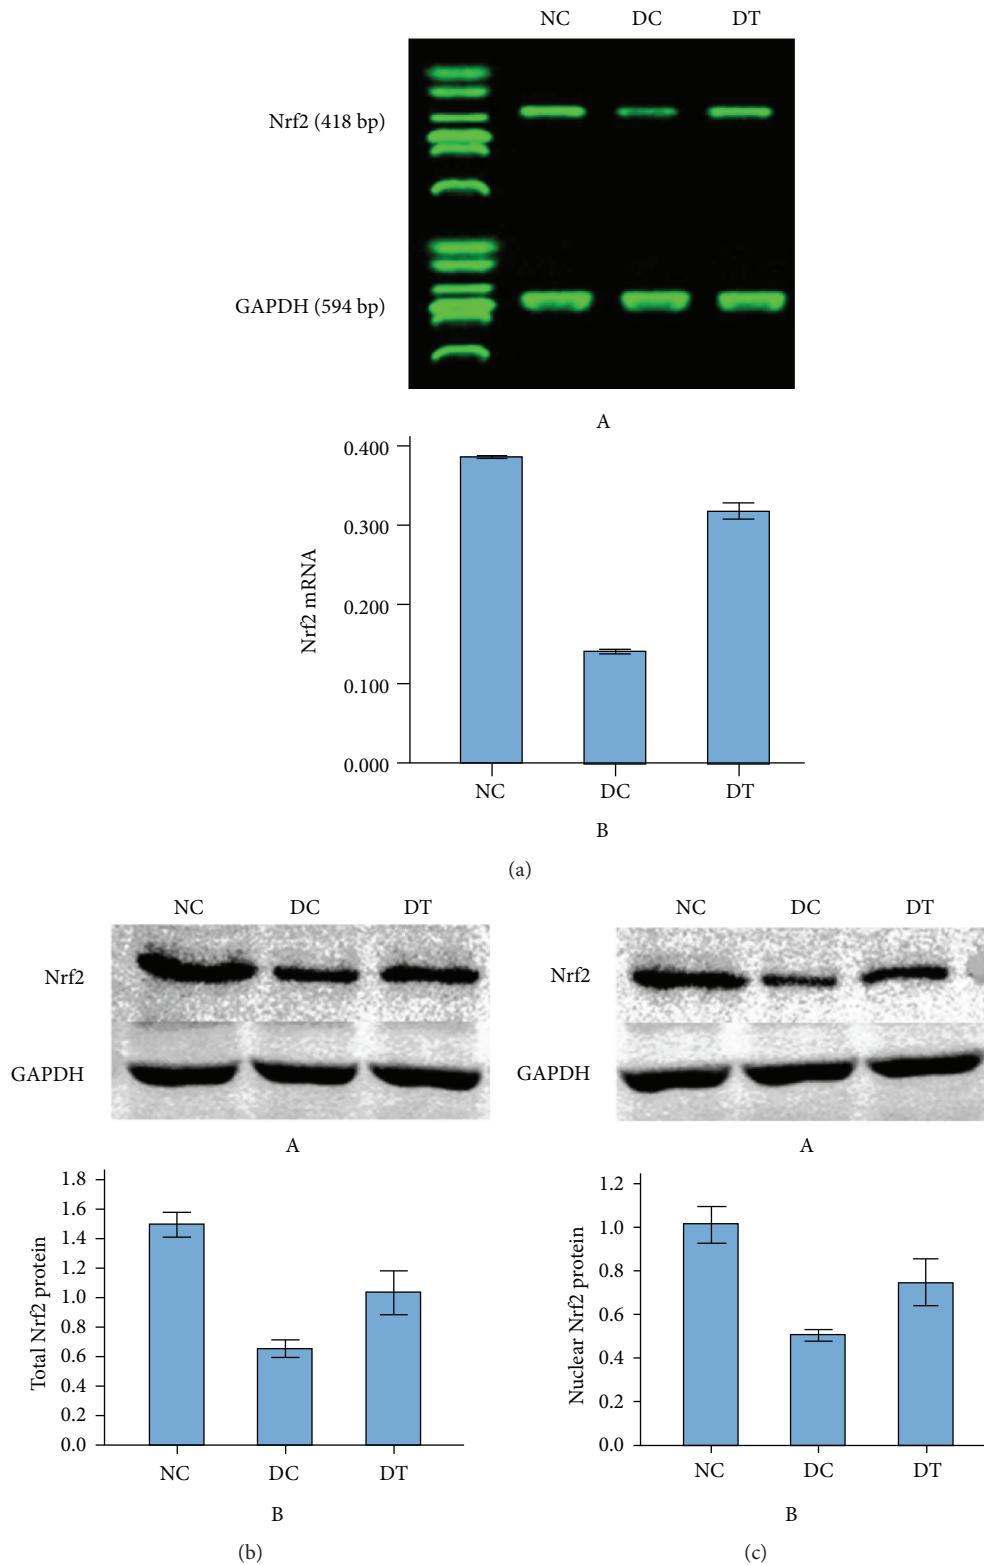 NC DC DT
Nrf2 (418 bp)
GAPDH (594 bp)
A
0.400
0.300
0.200
0.100
0.000
Nrf2 mRNA
NC DC DT
B
(a)
NC DC DT
Nrf2
GAPDH
A
1.8
1.6
1.4
1.2
1.0
0.8
0.6
0.4
0.2
0.0
Total Nrf2 protein
NC DC DT
B
(b)
NC DC DT
Nrf2
GAPDH
A
1.2
1.0
0.8
0.6
0.4
0.2
0.0
Nuclear Nrf2 protein
NC DC DT
B
(c)